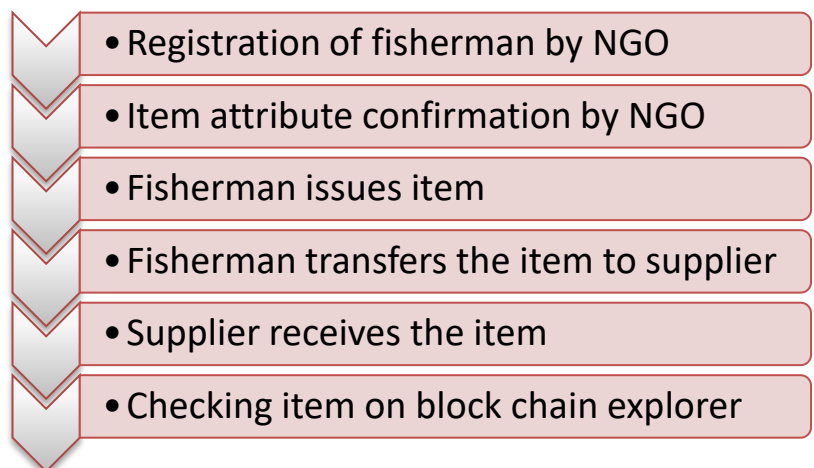 • Registration of fisherman by NGO
• Item attribute confirmation by NGO
• Fisherman issues item
• Fisherman transfers the item to supplier
• Supplier receives the item
• Checking item on block chain explorer